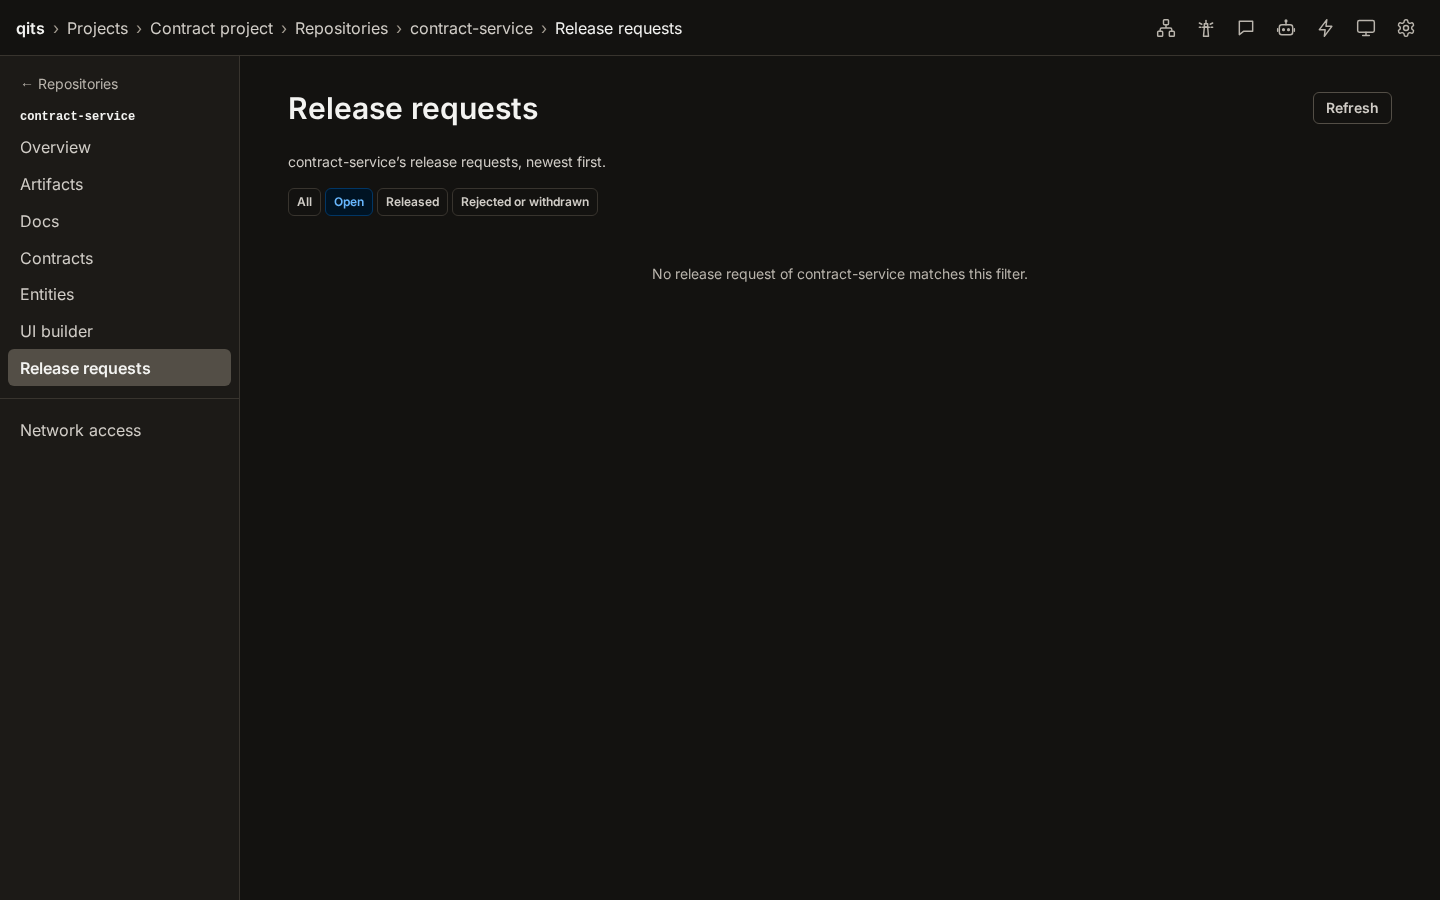 qits › Projects › Contract project › Repositories › contract-service › Release requests
← Repositories
contract-service
Overview
Artifacts
Docs
Contracts
Entities
UI builder
Release requests
Network access
Release requests
Refresh
contract-service’s release requests, newest first.
All Open Released Rejected or withdrawn
No release request of contract-service matches this filter.